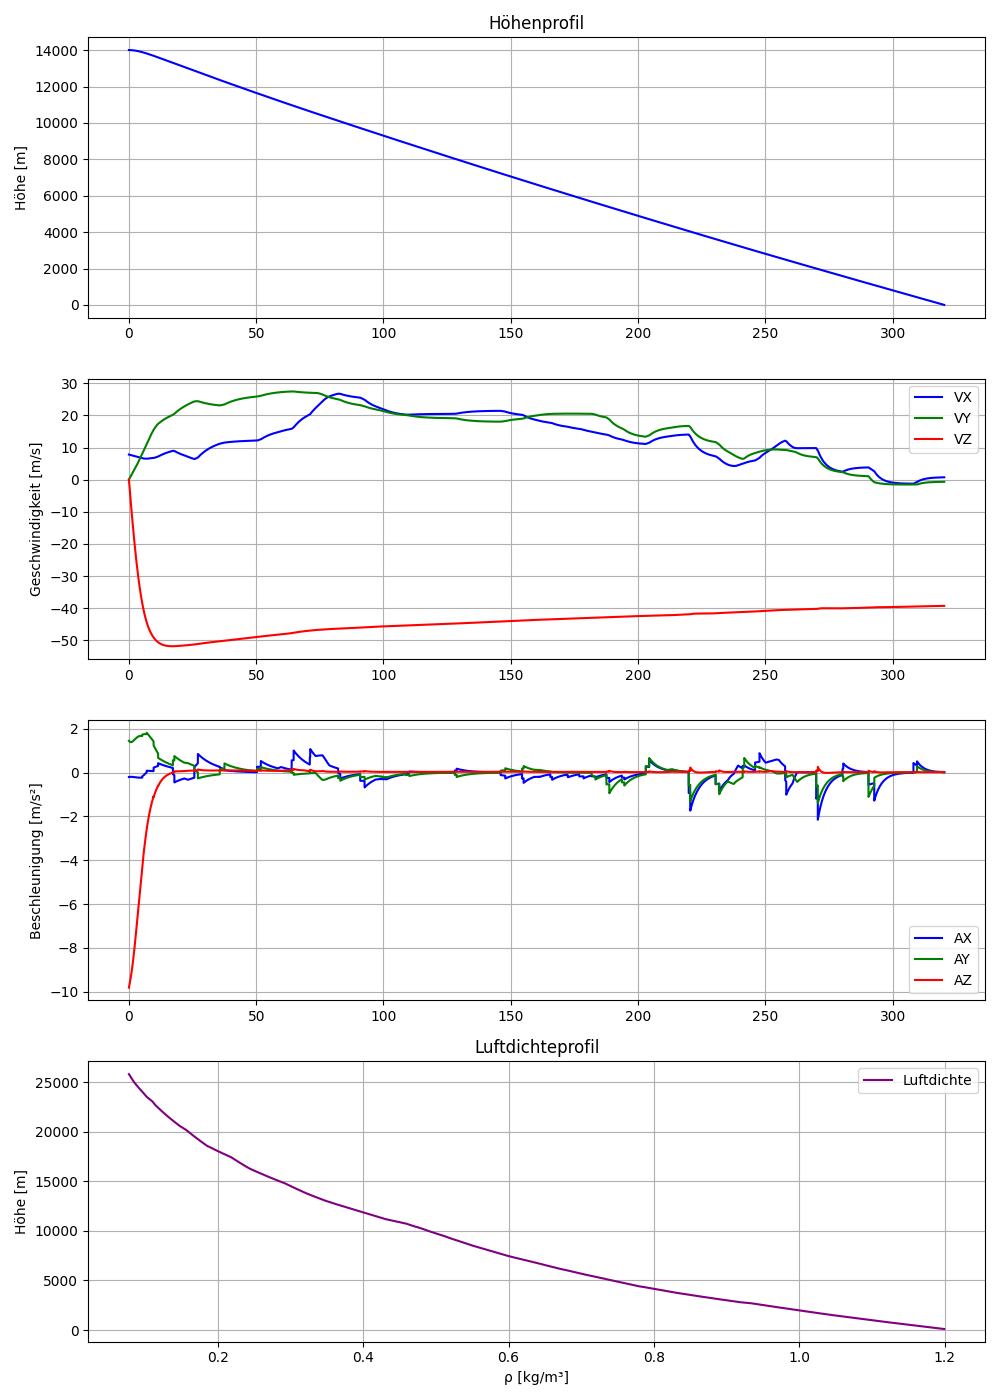 Höhenprofil
Höhe [m]
14000
12000
10000
8000
6000
4000
2000
0
0 50 100 150 200 250 300
Geschwindigkeit [m/s]
30
20
10
0
−10
−20
−30
−40
−50
VX
VY
VZ
0 50 100 150 200 250 300
Beschleunigung [m/s²]
2
0
−2
−4
−6
−8
−10
AX
AY
AZ
0 50 100 150 200 250 300
Luftdichteprofil
Höhe [m]
25000
20000
15000
10000
5000
0
Luftdichte
0.2 0.4 0.6 0.8 1.0 1.2
ρ [kg/m³]